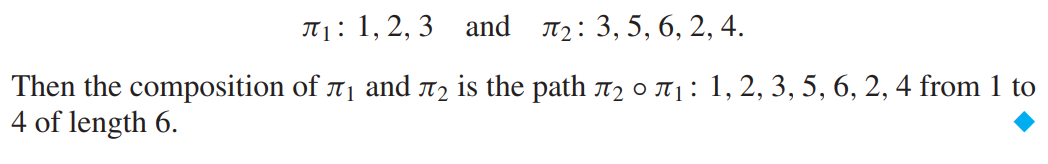 π₁: 1, 2, 3 and π₂: 3, 5, 6, 2, 4.
Then the composition of π₁ and π₂ is the path π₂ ∘ π₁: 1, 2, 3, 5, 6, 2, 4 from 1 to
4 of length 6.